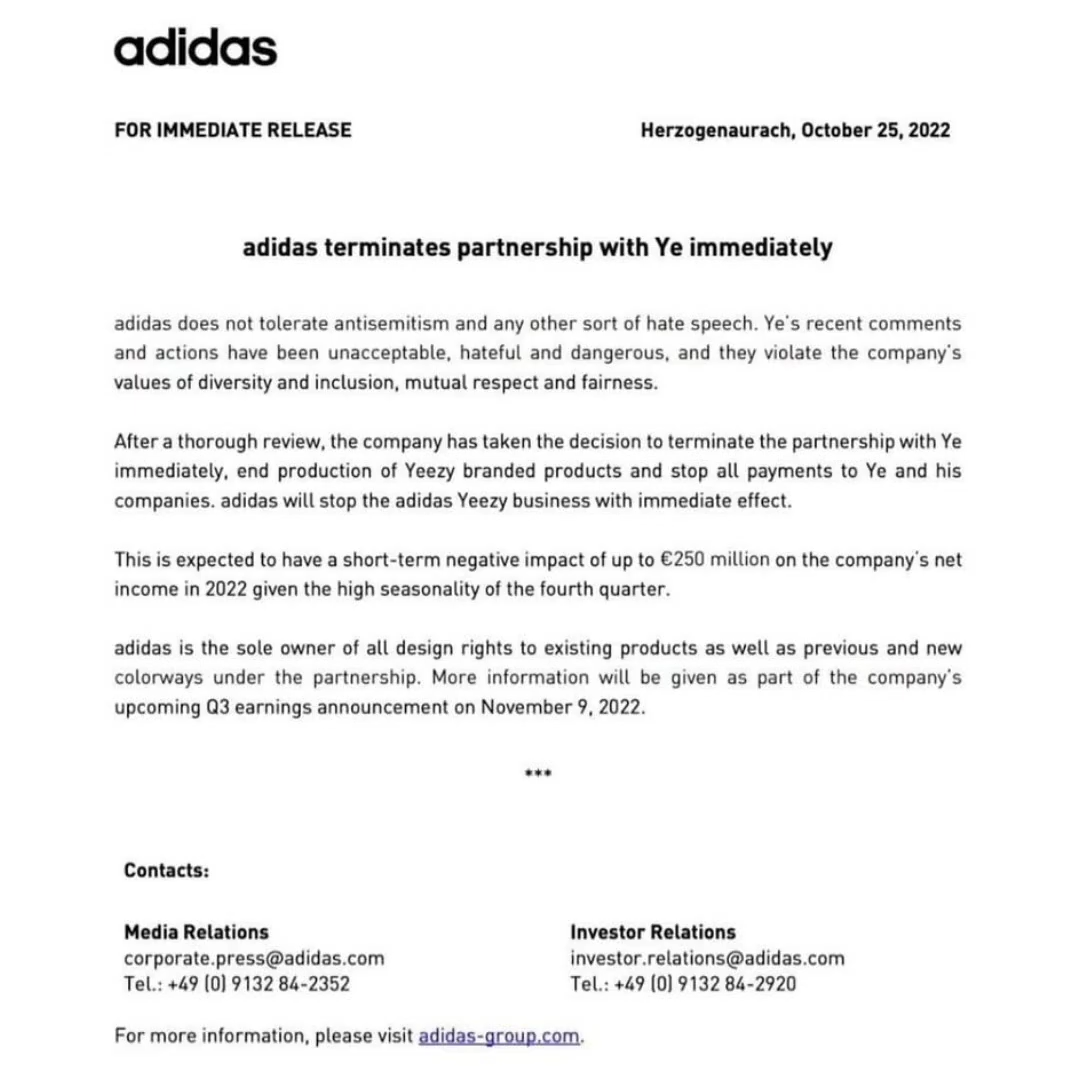 adidas
FOR IMMEDIATE RELEASE Herzogenaurach, October 25, 2022
adidas terminates partnership with Ye immediately
adidas does not tolerate antisemitism and any other sort of hate speech. Ye's recent comments
and actions have been unacceptable, hateful and dangerous, and they violate the company's
values of diversity and inclusion, mutual respect and fairness.
After a thorough review, the company has taken the decision to terminate the partnership with Ye
immediately, end production of Yeezy branded products and stop all payments to Ye and his
companies. adidas will stop the adidas Yeezy business with immediate effect.
This is expected to have a short-term negative impact of up to €250 million on the company's net
income in 2022 given the high seasonality of the fourth quarter.
adidas is the sole owner of all design rights to existing products as well as previous and new
colorways under the partnership. More information will be given as part of the company's
upcoming Q3 earnings announcement on November 9, 2022.
***
Contacts:
Media Relations Investor Relations
corporate.press@adidas.com investor.relations@adidas.com
Tel.: +49 (0) 9132 84-2352 Tel.: +49 (0) 9132 84-2920
For more information, please visit adidas-group.com.